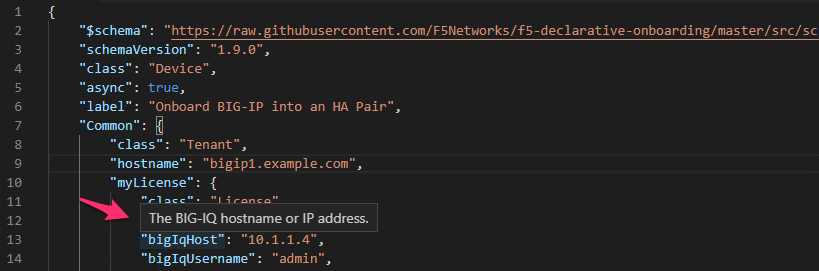 1 {
2 "$schema": "https://raw.githubusercontent.com/F5Networks/f5-declarative-onboarding/master/src/sc
3 "schemaVersion": "1.9.0",
4 "class": "Device",
5 "async": true,
6 "label": "Onboard BIG-IP into an HA Pair",
7 "Common": {
8 "class": "Tenant",
9 "hostname": "bigip1.example.com",
10 "myLicense": {
11 "class": "License",
12 The BIG-IQ hostname or IP address.
13 "bigIqHost": "10.1.1.4",
14 "bigIqUsername": "admin",